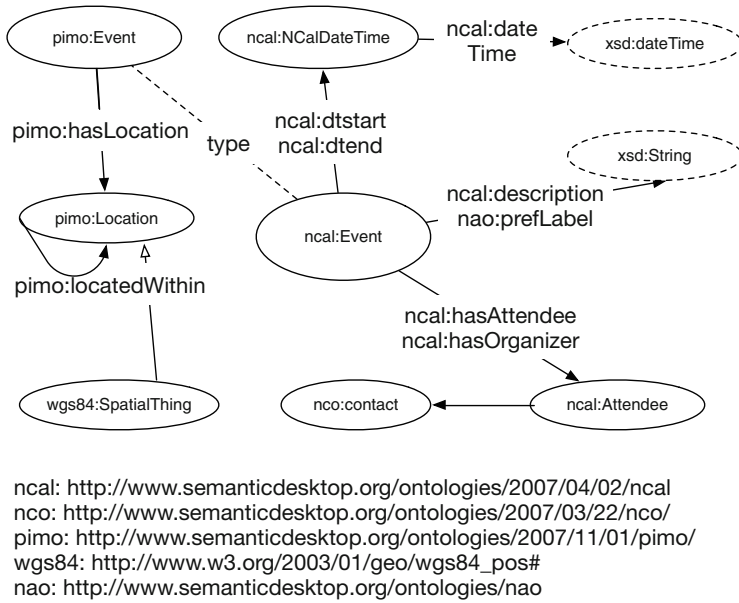 pimo:Event
ncal:NCalDateTime
ncal:date
Time
xsd:dateTime
pimo:hasLocation
type
ncal:dtstart
ncal:dtend
xsd:String
pimo:Location
ncal:Event
ncal:description
nao:prefLabel
pimo:locatedWithin
ncal:hasAttendee
ncal:hasOrganizer
wgs84:SpatialThing
nco:contact
ncal:Attendee
ncal: http://www.semanticdesktop.org/ontologies/2007/04/02/ncal
nco: http://www.semanticdesktop.org/ontologies/2007/03/22/nco/
pimo: http://www.semanticdesktop.org/ontologies/2007/11/01/pimo/
wgs84: http://www.w3.org/2003/01/geo/wgs84_pos#
nao: http://www.semanticdesktop.org/ontologies/nao